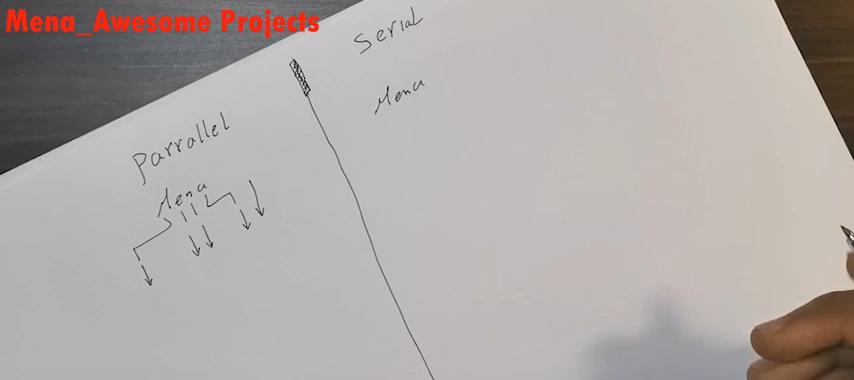 Mena_Awesome Projects
Serial
Mena
Parrallel
Mena